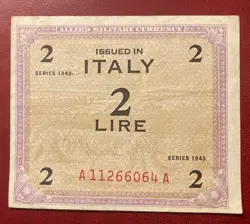 ALLIED MILITARY CURRENCY
2 ISSUED IN 2
ITALY
SERIES 1943
2
LIRE
SERIES 1943
2 A11266064A 2